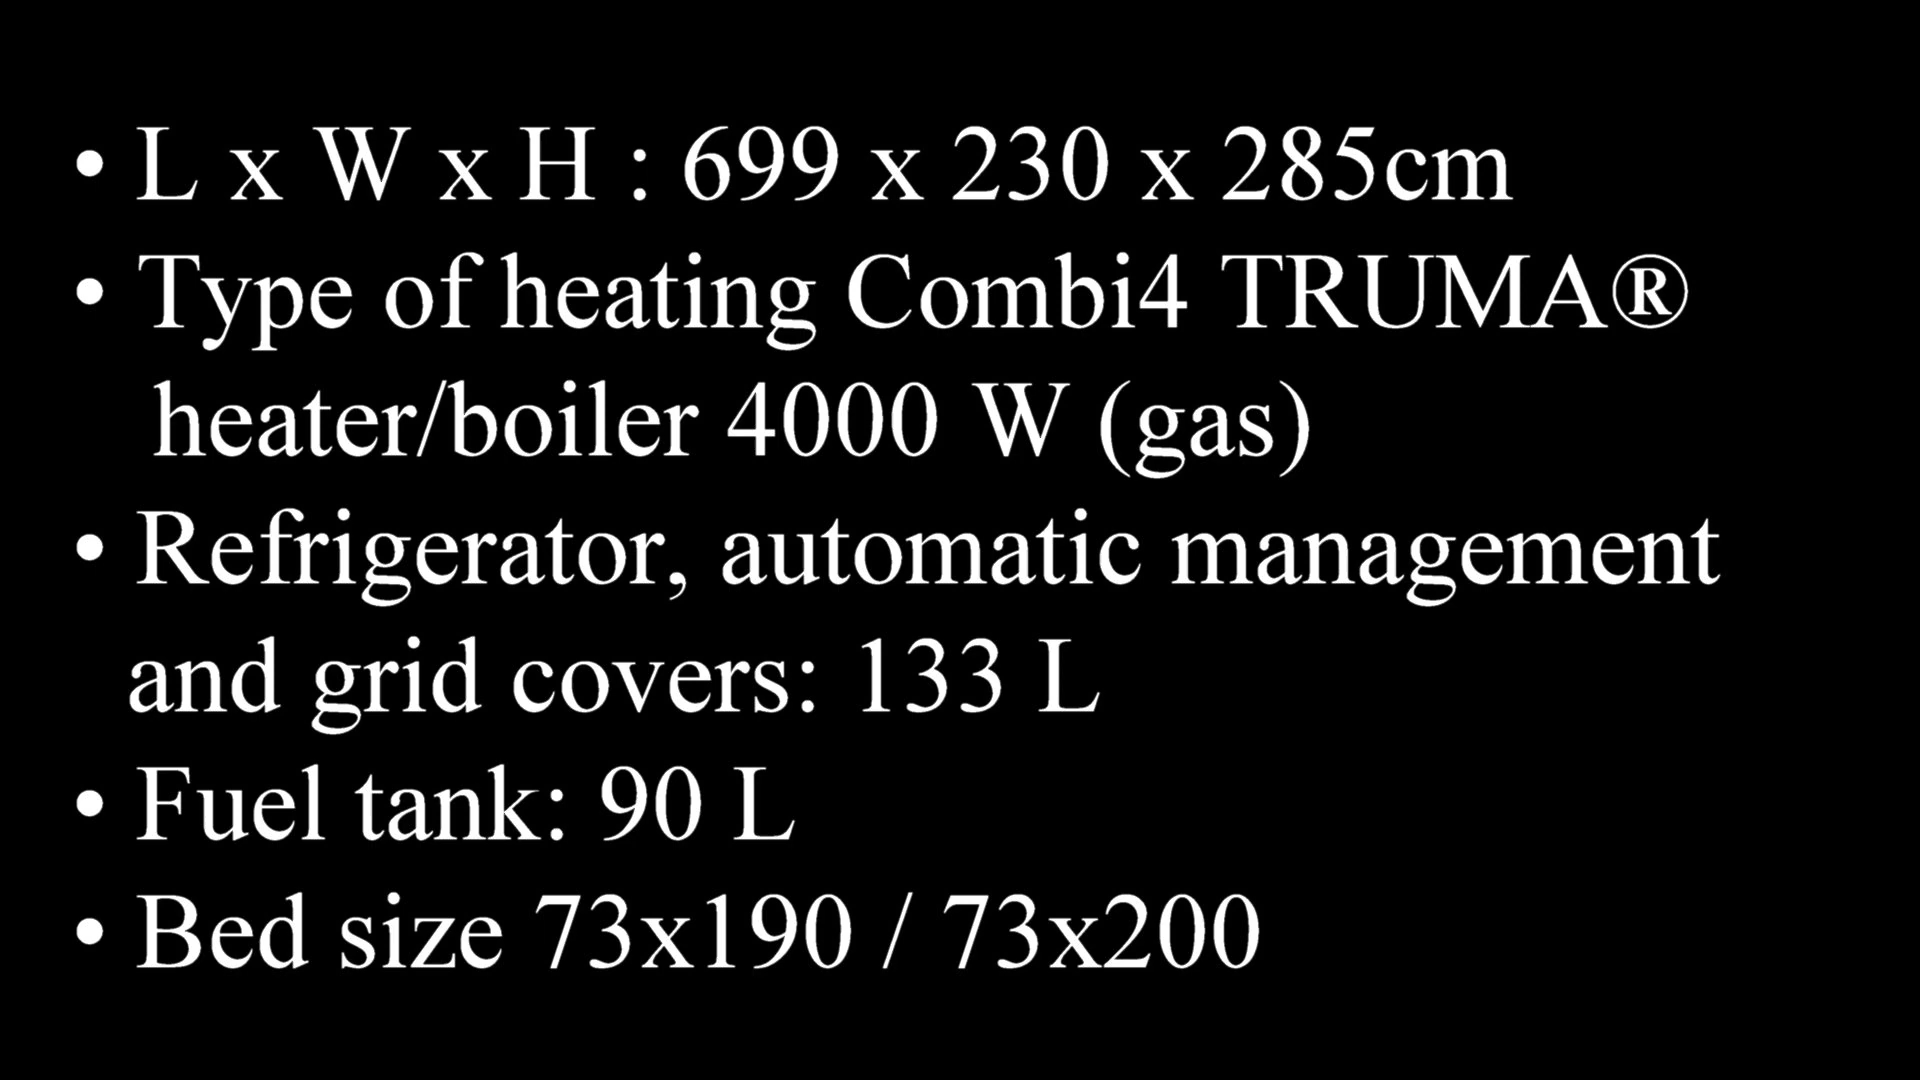 • L x W x H : 699 x 230 x 285cm
• Type of heating Combi4 TRUMA®
heater/boiler 4000 W (gas)
• Refrigerator, automatic management
and grid covers: 133 L
• Fuel tank: 90 L
• Bed size 73x190 / 73x200